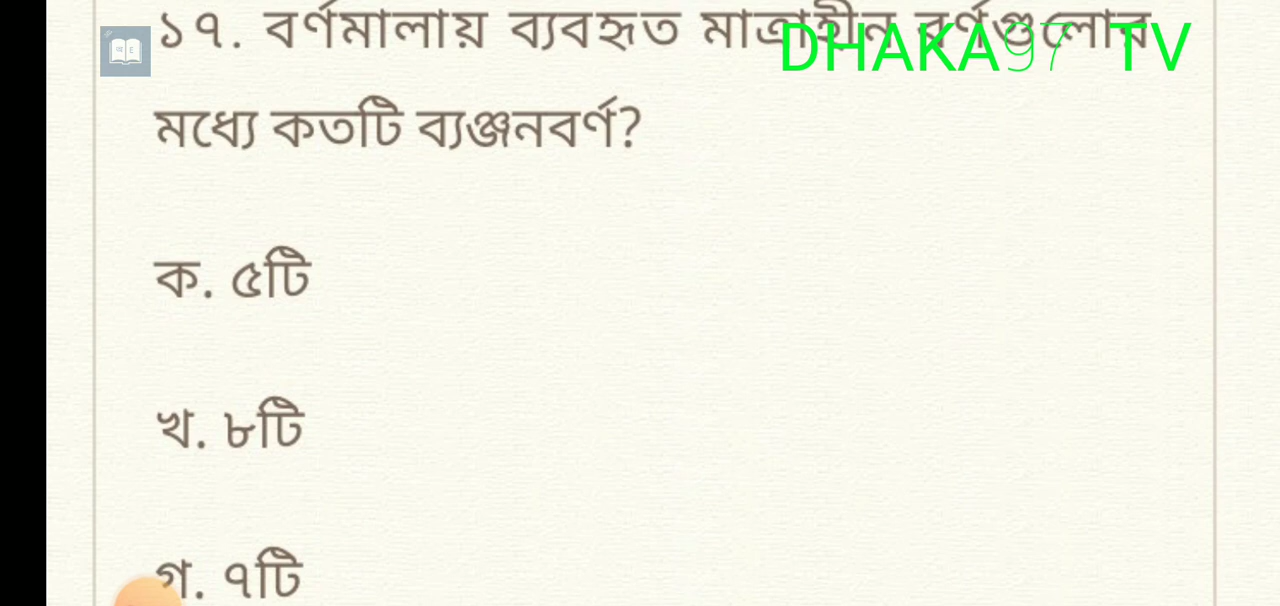 ১৭. বর্ণমালায় ব্যবহৃত মাত্রাহীন বর্ণগুলোর
DHAKA97 TV
মধ্যে কতটি ব্যঞ্জনবর্ণ?
ক. ৫টি
খ. ৮টি
গ. ৭টি